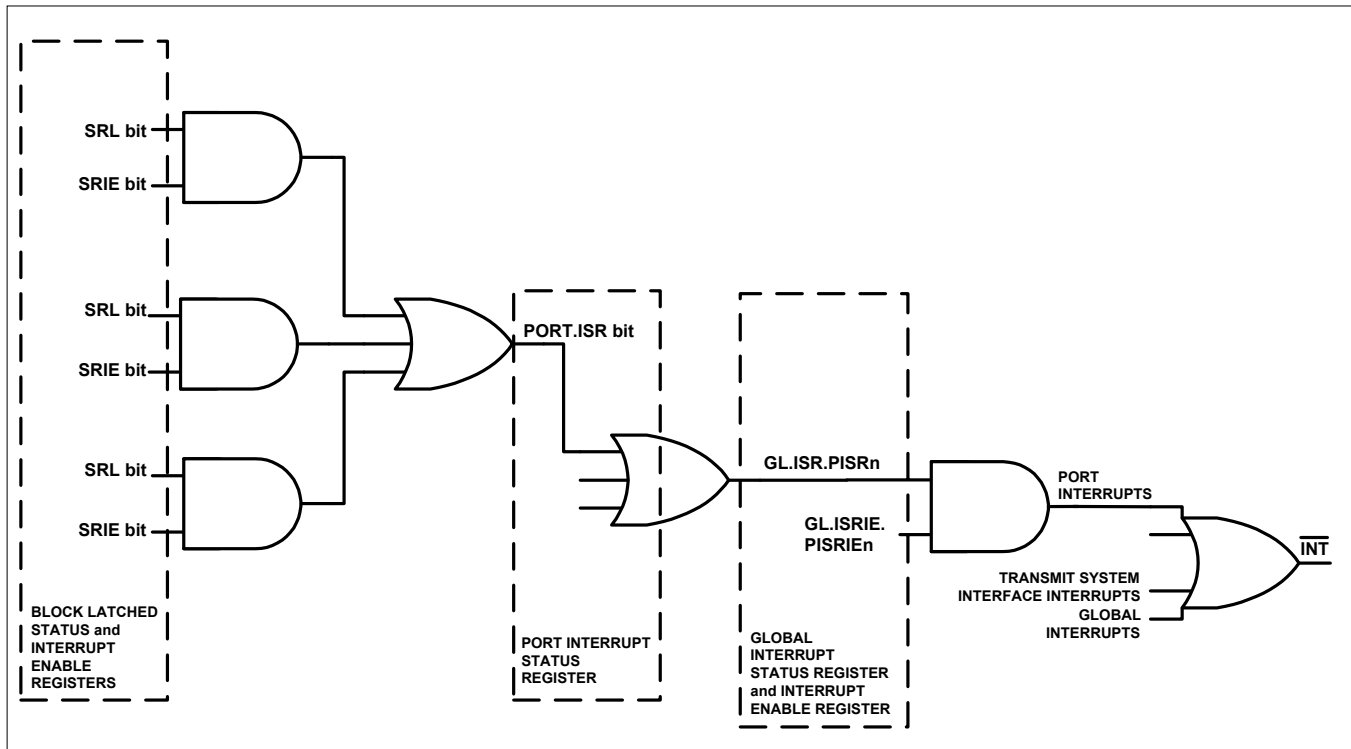 SRL bit
SRIE bit
SRL bit
SRIE bit
SRL bit
SRIE bit
BLOCK LATCHED
STATUS and
INTERRUPT
ENABLE
REGISTERS
PORT.ISR bit
PORT INTERRUPT
STATUS
REGISTER
GL.ISR.PISRn
GL.ISRIE.
PISRIEn
GLOBAL
INTERRUPT
STATUS REGISTER
and INTERRUPT
ENABLE REGISTER
PORT
INTERRUPTS
TRANSMIT SYSTEM
INTERFACE INTERRUPTS
GLOBAL
INTERRUPTS
INT